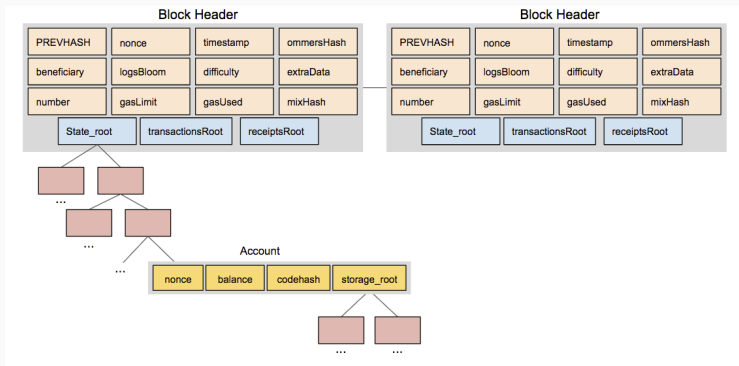 Block Header
PREVHASH nonce timestamp ommersHash
beneficiary logsBloom difficulty extraData
number gasLimit gasUsed mixHash
State_root transactionsRoot receiptsRoot
Block Header
PREVHASH nonce timestamp ommersHash
beneficiary logsBloom difficulty extraData
number gasLimit gasUsed mixHash
State_root transactionsRoot receiptsRoot
...
...
...
Account
nonce balance codehash storage_root
... ...